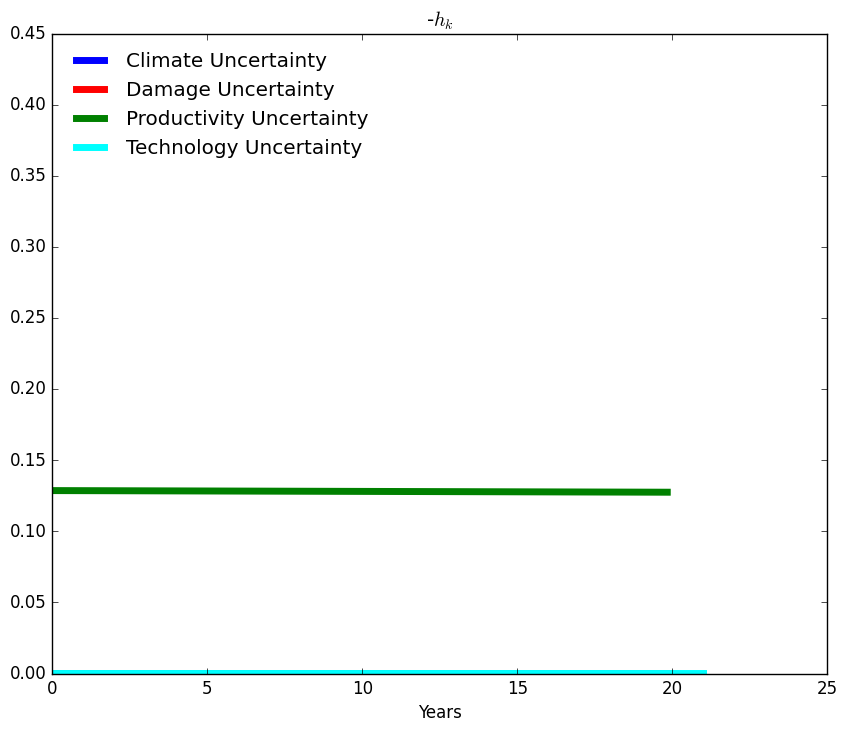 -h_k
0.45
0.40
0.35
0.30
0.25
0.20
0.15
0.10
0.05
0.00
Climate Uncertainty
Damage Uncertainty
Productivity Uncertainty
Technology Uncertainty
0 5 10 15 20 25
Years